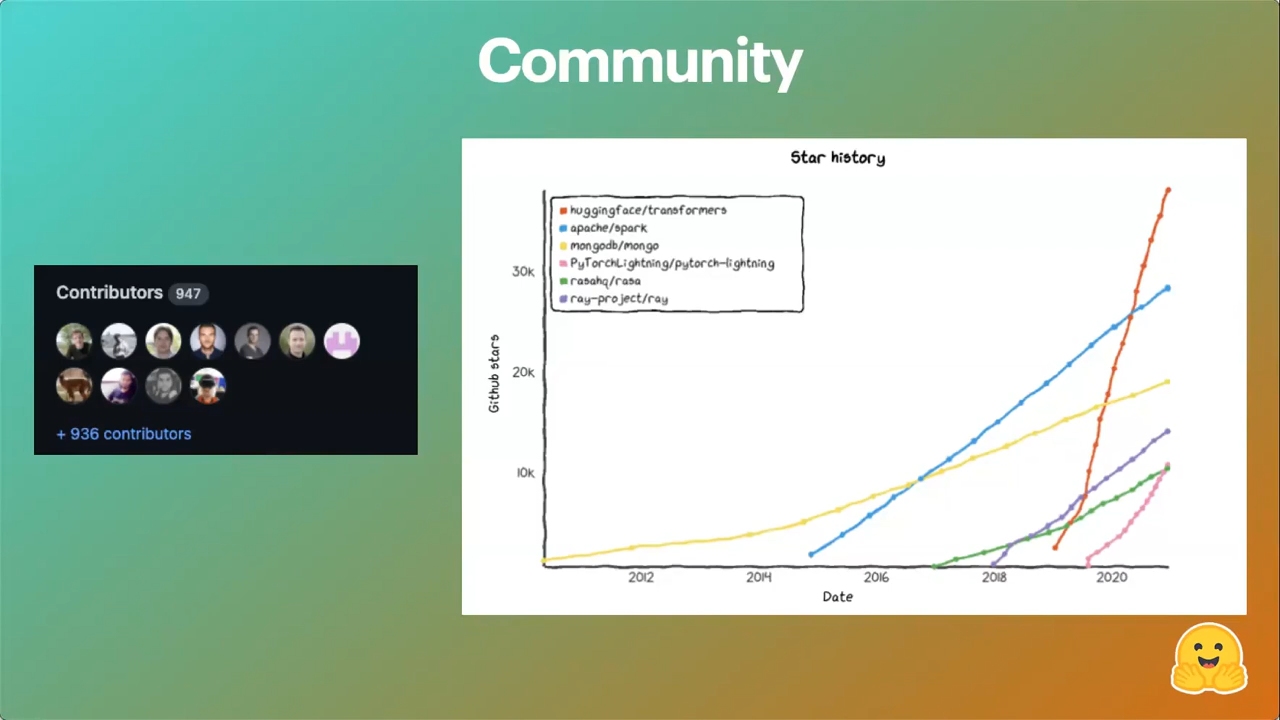 Community
Contributors 947
+ 936 contributors
Star history
huggingface/transformers
apache/spark
mongodb/mongo
PyTorchLightning/pytorch-lightning
rasahq/rasa
ray-project/ray
Github stars
30k
20k
10k
2012 2014 2016 2018 2020
Date